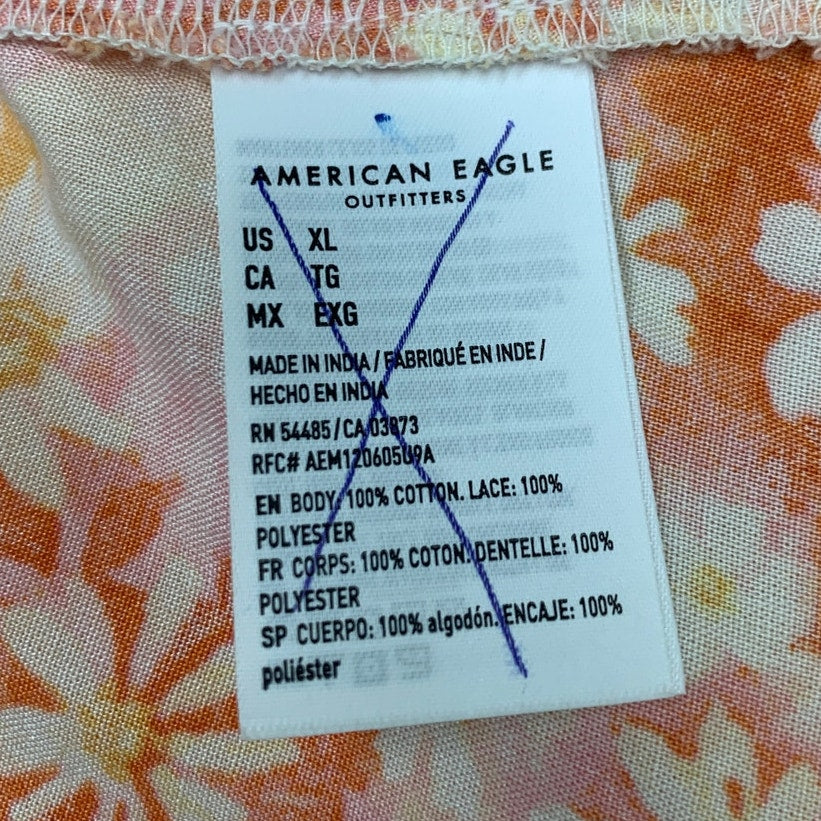 AMERICAN EAGLE
OUTFITTERS
US XL
CA TG
MX EXG
MADE IN INDIA / FABRIQUÉ EN INDE /
HECHO EN INDIA
RN 54485 / CA 03073
RFC# AEM120605U9A
EN BODY: 100% COTTON. LACE: 100%
POLYESTER
FR CORPS: 100% COTON. DENTELLE: 100%
POLYESTER
SP CUERPO: 100% algodón. ENCAJE: 100%
poliéster